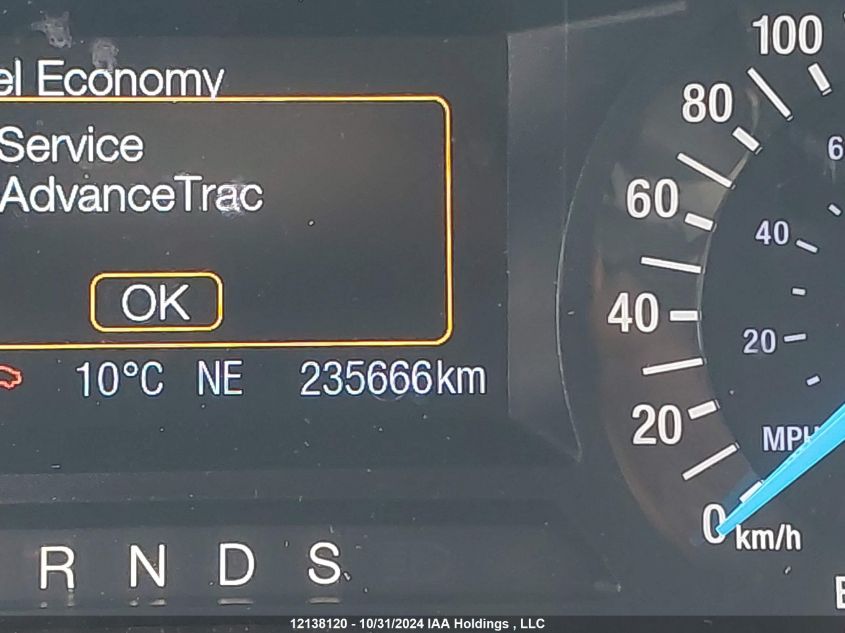 el Economy
Service
AdvanceTrac
OK
10°C NE 235666km
R N D S
100
80
60
40
20
0 km/h
6
40
20
MPH
12138120 - 10/31/2024 IAA Holdings , LLC